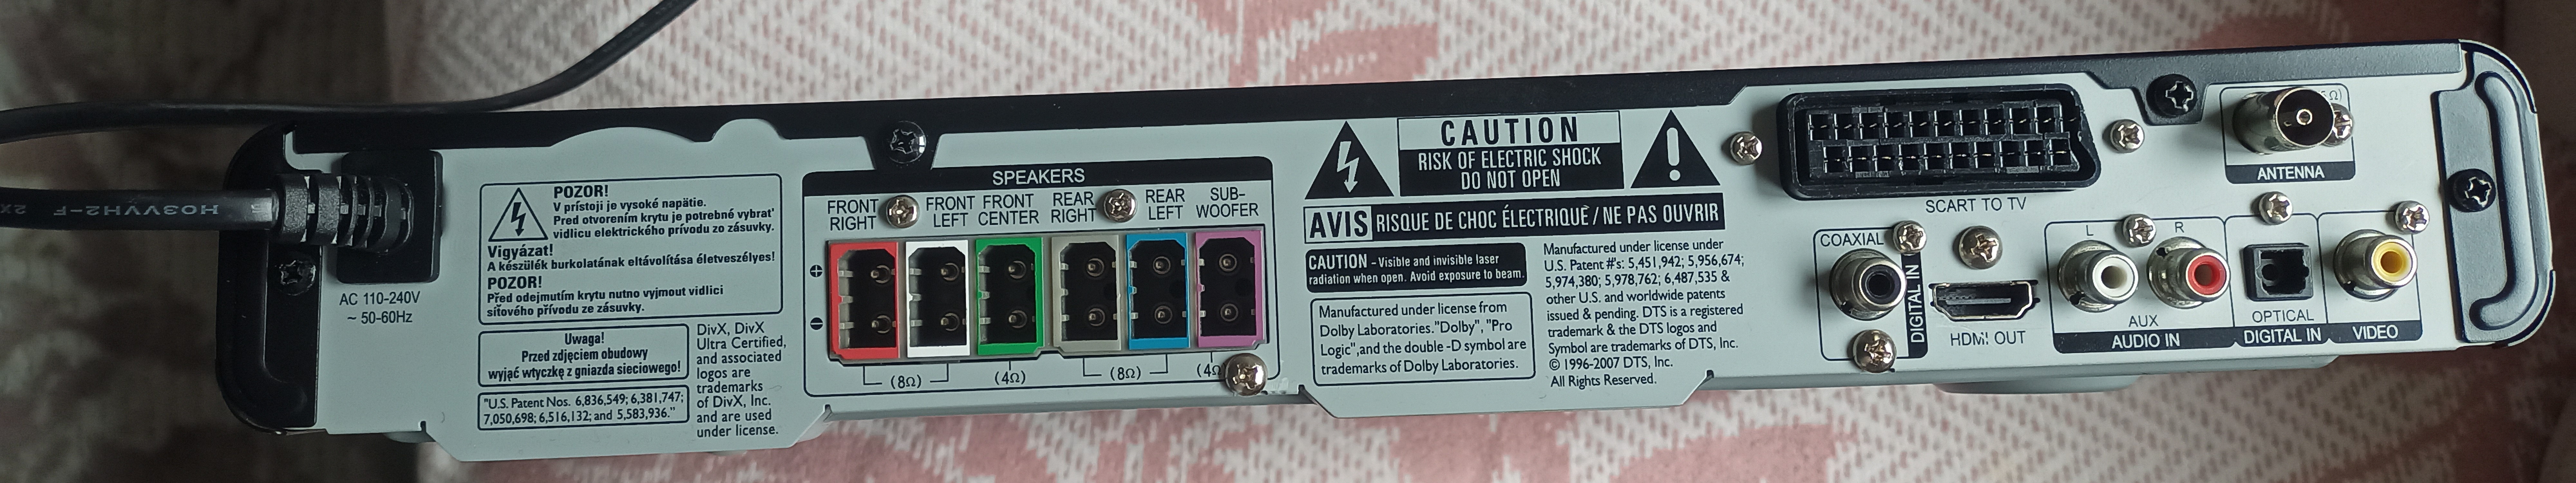 H03VVH2-F 2X
AC 110-240V
~ 50-60Hz
POZOR!
V prístoji je vysoké napätie.
Pred otvorením krytu je potrebné vybrat'
vidlicu elektrického prívodu zo zásuvky.
Vigyázat!
A készülék burkolatának eltávolítása életveszélyes!
POZOR!
Před odejmutím krytu nutno vyjmout vidlici
síťového přívodu ze zásuvky.
Uwaga!
Przed zdjęciem obudowy
wyjąć wtyczkę z gniazda sieciowego!
"U.S. Patent Nos. 6,836,549; 6,381,747;
7,050,698; 6,516,132; and 5,583,936."
DivX, DivX
Ultra Certified,
and associated
logos are
trademarks
of DivX, Inc.
and are used
under license.
SPEAKERS
FRONT
RIGHT
FRONT
LEFT
FRONT
CENTER
REAR
RIGHT
REAR
LEFT
SUB-
WOOFER
(8Ω)
(4Ω)
(8Ω)
(4Ω
CAUTION
RISK OF ELECTRIC SHOCK
DO NOT OPEN
AVIS RISQUE DE CHOC ÉLECTRIQUE / NE PAS OUVRIR
CAUTION - Visible and invisible laser
radiation when open. Avoid exposure to beam.
Manufactured under license from
Dolby Laboratories."Dolby", "Pro
Logic",and the double -D symbol are
trademarks of Dolby Laboratories.
Manufactured under license under
U.S. Patent #'s: 5,451,942; 5,956,674;
5,974,380; 5,978,762; 6,487,535 &
other U.S. and worldwide patents
issued & pending. DTS is a registered
trademark & the DTS logos and
Symbol are trademarks of DTS, Inc.
© 1996-2007 DTS, Inc.
All Rights Reserved.
SCART TO TV
ANTENNA
COAXIAL
DIGITAL IN
HDMI OUT
L
R
AUX
AUDIO IN
OPTICAL
DIGITAL IN
VIDEO